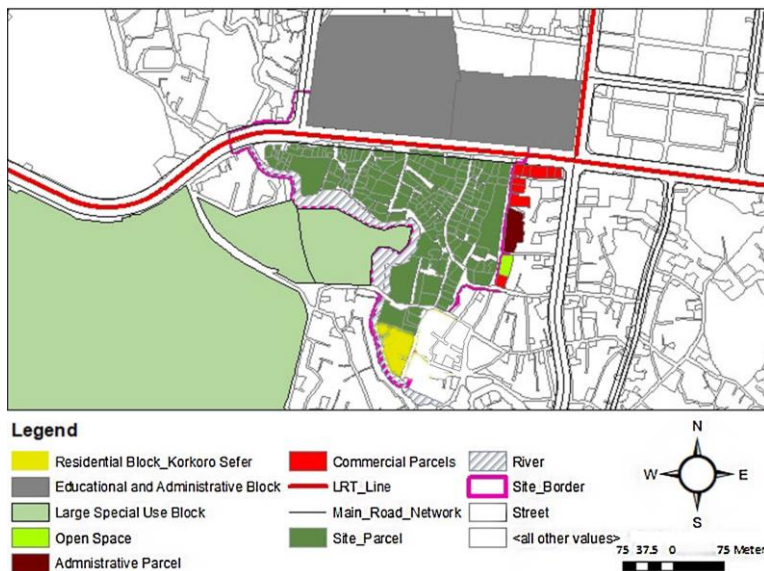 Legend
Residential Block_Korkoro Sefer
Educational and Administrative Block
Large Special Use Block
Open Space
Admnistrative Parcel
Commercial Parcels
LRT_Line
Main_Road_Network
Site_Parcel
River
Site_Border
Street
<all other values>
N
W E
S
75 37.5 0 75 Meter